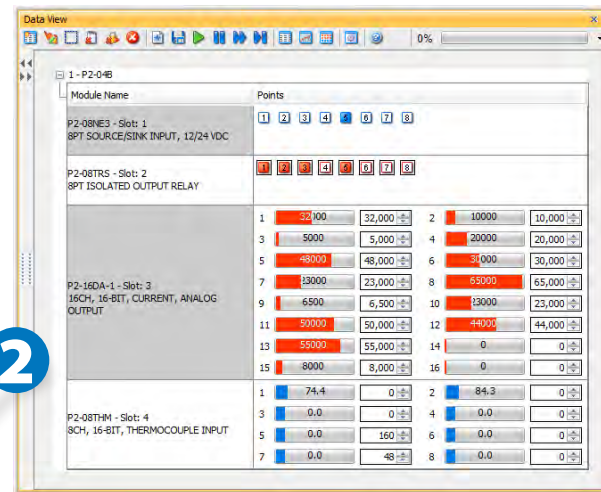 Data View
0%
1 - P2-04B
Module Name Points
P2-08NE3 - Slot: 1
8PT SOURCE/SINK INPUT, 12/24 VDC
1 2 3 4 5 6 7 8
P2-08TRS - Slot: 2
8PT ISOLATED OUTPUT RELAY
1 2 3 4 5 6 7 8
P2-16DA-1 - Slot: 3
16CH, 16-BIT, CURRENT, ANALOG
OUTPUT
1 32000 32,000 2 10000 10,000
3 5000 5,000 4 20000 20,000
5 48000 48,000 6 30000 30,000
7 23000 23,000 8 65000 65,000
9 6500 6,500 10 23000 23,000
11 50000 50,000 12 44000 44,000
13 55000 55,000 14 0 0
15 8000 8,000 16 0 0
2
P2-08THM - Slot: 4
8CH, 16-BIT, THERMOCOUPLE INPUT
1 74.4 0 2 84.3 0
3 0.0 0 4 0.0 0
5 0.0 160 6 0.0 0
7 0.0 48 8 0.0 0